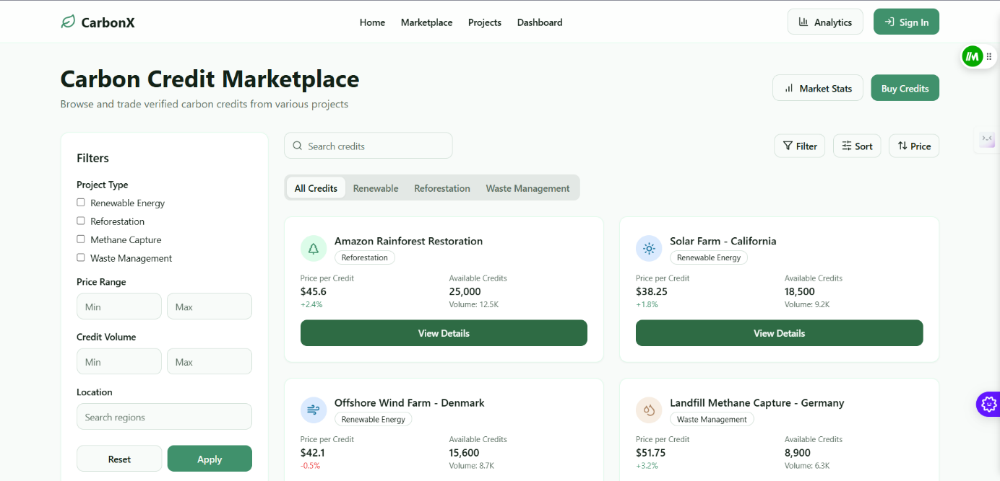 CarbonX
Home Marketplace Projects Dashboard
Analytics
Sign In
Carbon Credit Marketplace
Browse and trade verified carbon credits from various projects
Market Stats
Buy Credits
Filters
Project Type
Renewable Energy
Reforestation
Methane Capture
Waste Management
Price Range
Min Max
Credit Volume
Min Max
Location
Search regions
Reset Apply
Search credits
Filter Sort Price
All Credits Renewable Reforestation Waste Management
Amazon Rainforest Restoration
Reforestation
Price per Credit Available Credits
$45.6 25,000
+2.4% Volume: 12.5K
View Details
Solar Farm - California
Renewable Energy
Price per Credit Available Credits
$38.25 18,500
+1.8% Volume: 9.2K
View Details
Offshore Wind Farm - Denmark
Renewable Energy
Price per Credit Available Credits
$42.1 15,600
-0.5% Volume: 8.7K
Landfill Methane Capture - Germany
Waste Management
Price per Credit Available Credits
$51.75 8,900
+3.2% Volume: 6.3K